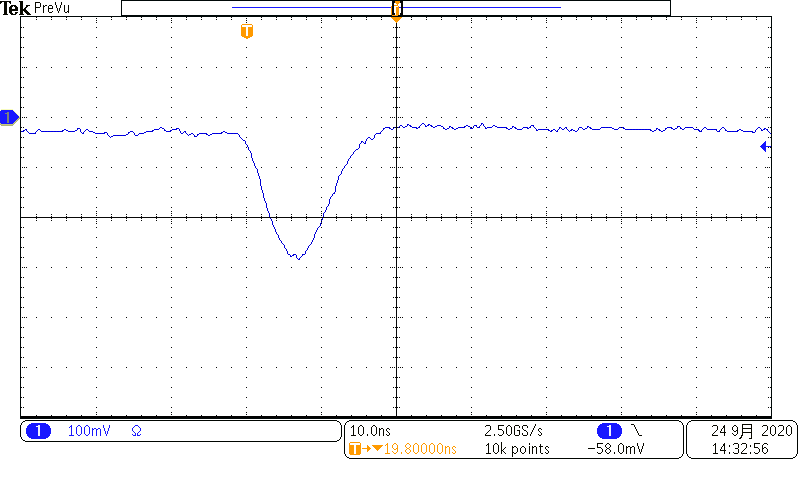 Tek PreVu
T
T
1
1 100mV Ω
10.0ns 2.50GS/s 1
T→▼19.80000ns 10k points −58.0mV
24 9月 2020
14:32:56